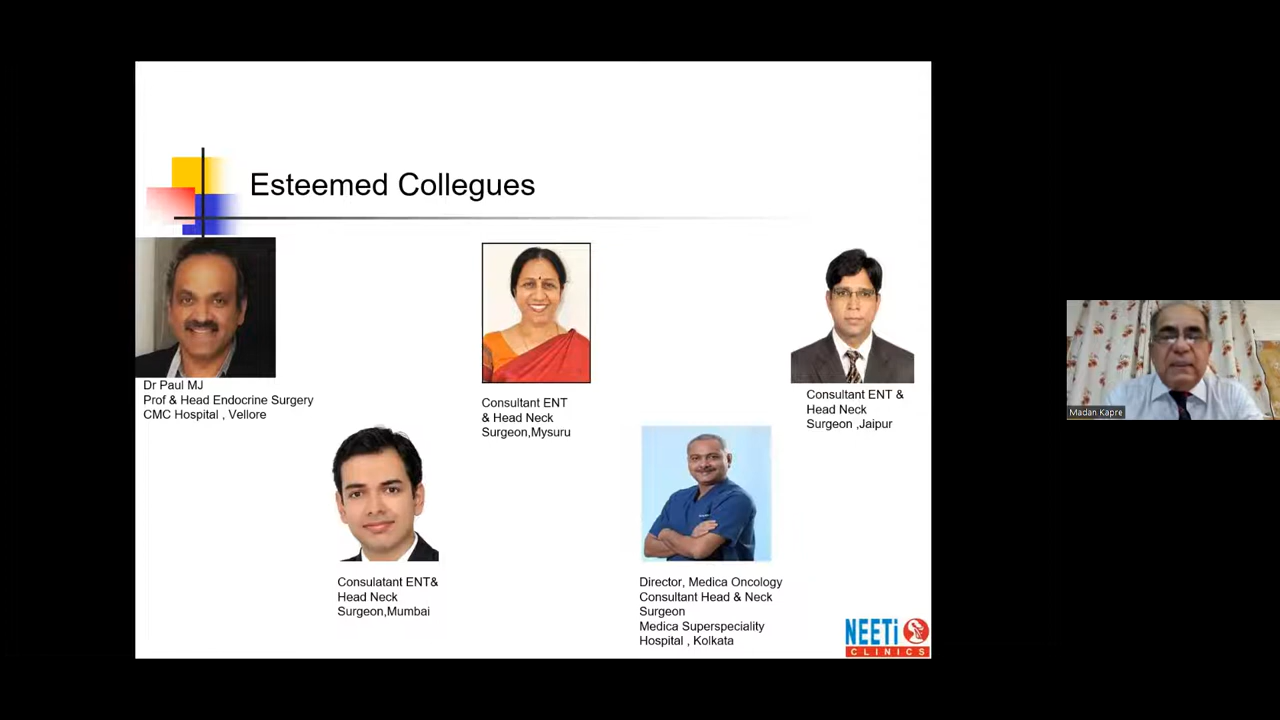 Esteemed Collegues
Dr Paul MJ
Prof & Head Endocrine Surgery
CMC Hospital , Vellore
Consultant ENT
& Head Neck
Surgeon,Mysuru
Consultant ENT &
Head Neck
Surgeon ,Jaipur
Consulatant ENT&
Head Neck
Surgeon,Mumbai
Director, Medica Oncology
Consultant Head & Neck
Surgeon
Medica Superspeciality
Hospital , Kolkata
NEETi
CLINICS
Madan Kapre